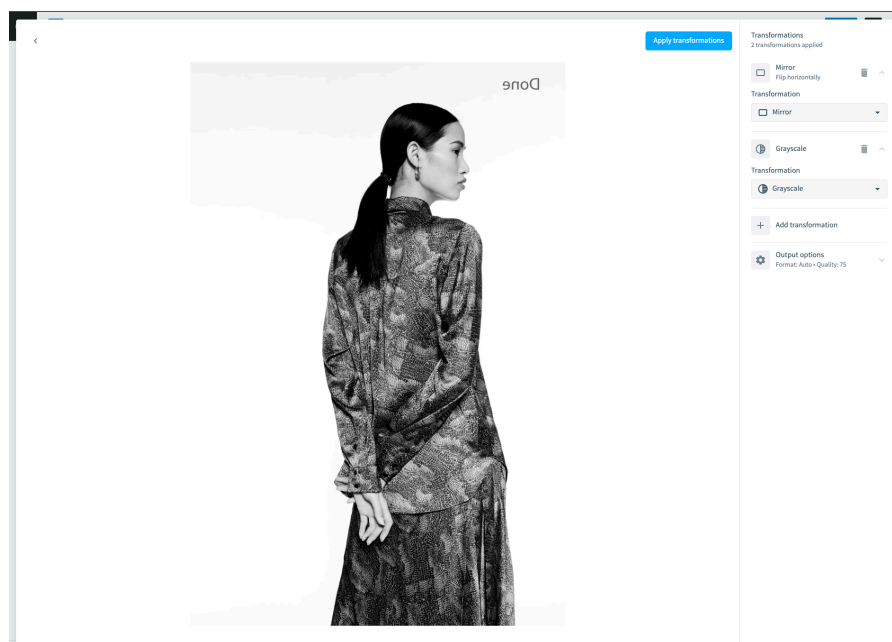 Apply transformations
Done
Transformations
2 transformations applied
Mirror
Flip horizontally
Transformation
Mirror
Grayscale
Transformation
Grayscale
Add transformation
Output options
Format: Auto • Quality: 75